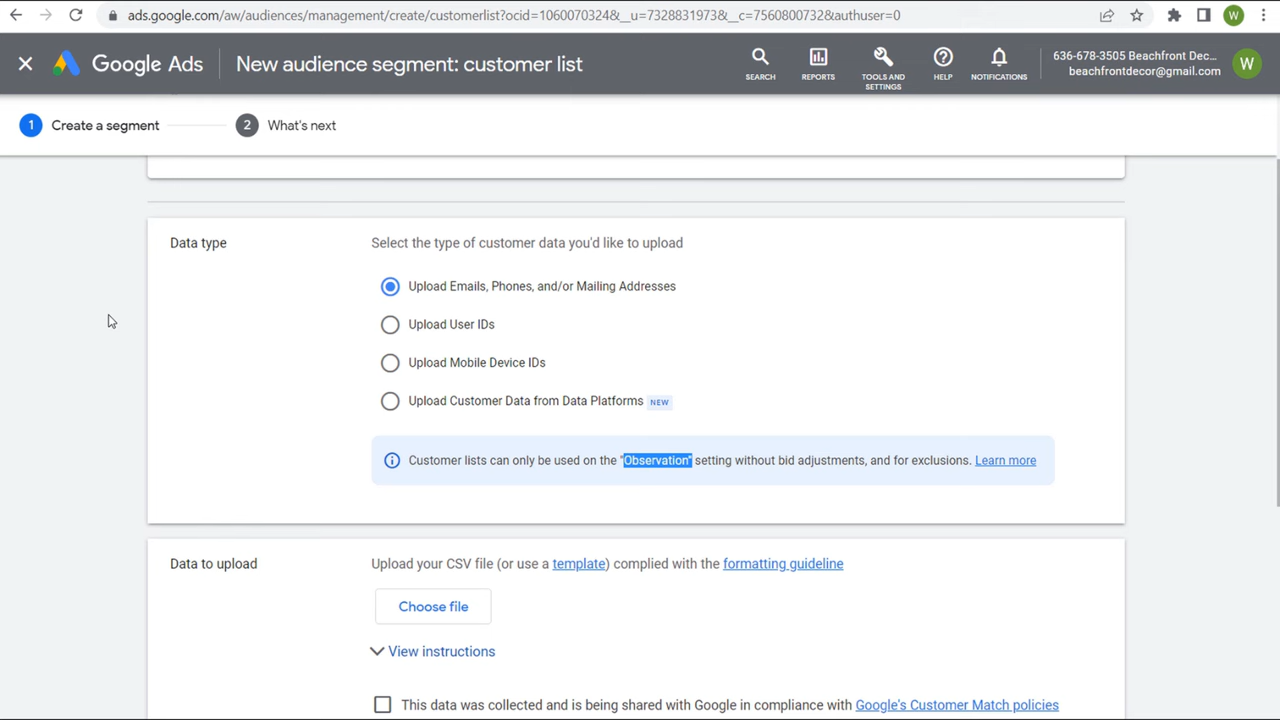 ads.google.com/aw/audiences/management/create/customerlist?ocid=1060070324&__u=7328831973&__c=7560800732&authuser=0
W
Google Ads
New audience segment: customer list
SEARCH
REPORTS
TOOLS AND
SETTINGS
HELP
NOTIFICATIONS
636-678-3505 Beachfront Dec...
beachfrontdecor@gmail.com
W
1 Create a segment
2 What's next
Data type
Select the type of customer data you'd like to upload
Upload Emails, Phones, and/or Mailing Addresses
Upload User IDs
Upload Mobile Device IDs
Upload Customer Data from Data Platforms NEW
Customer lists can only be used on the "Observation" setting without bid adjustments, and for exclusions. Learn more
Data to upload
Upload your CSV file (or use a template) complied with the formatting guideline
Choose file
View instructions
This data was collected and is being shared with Google in compliance with Google's Customer Match policies